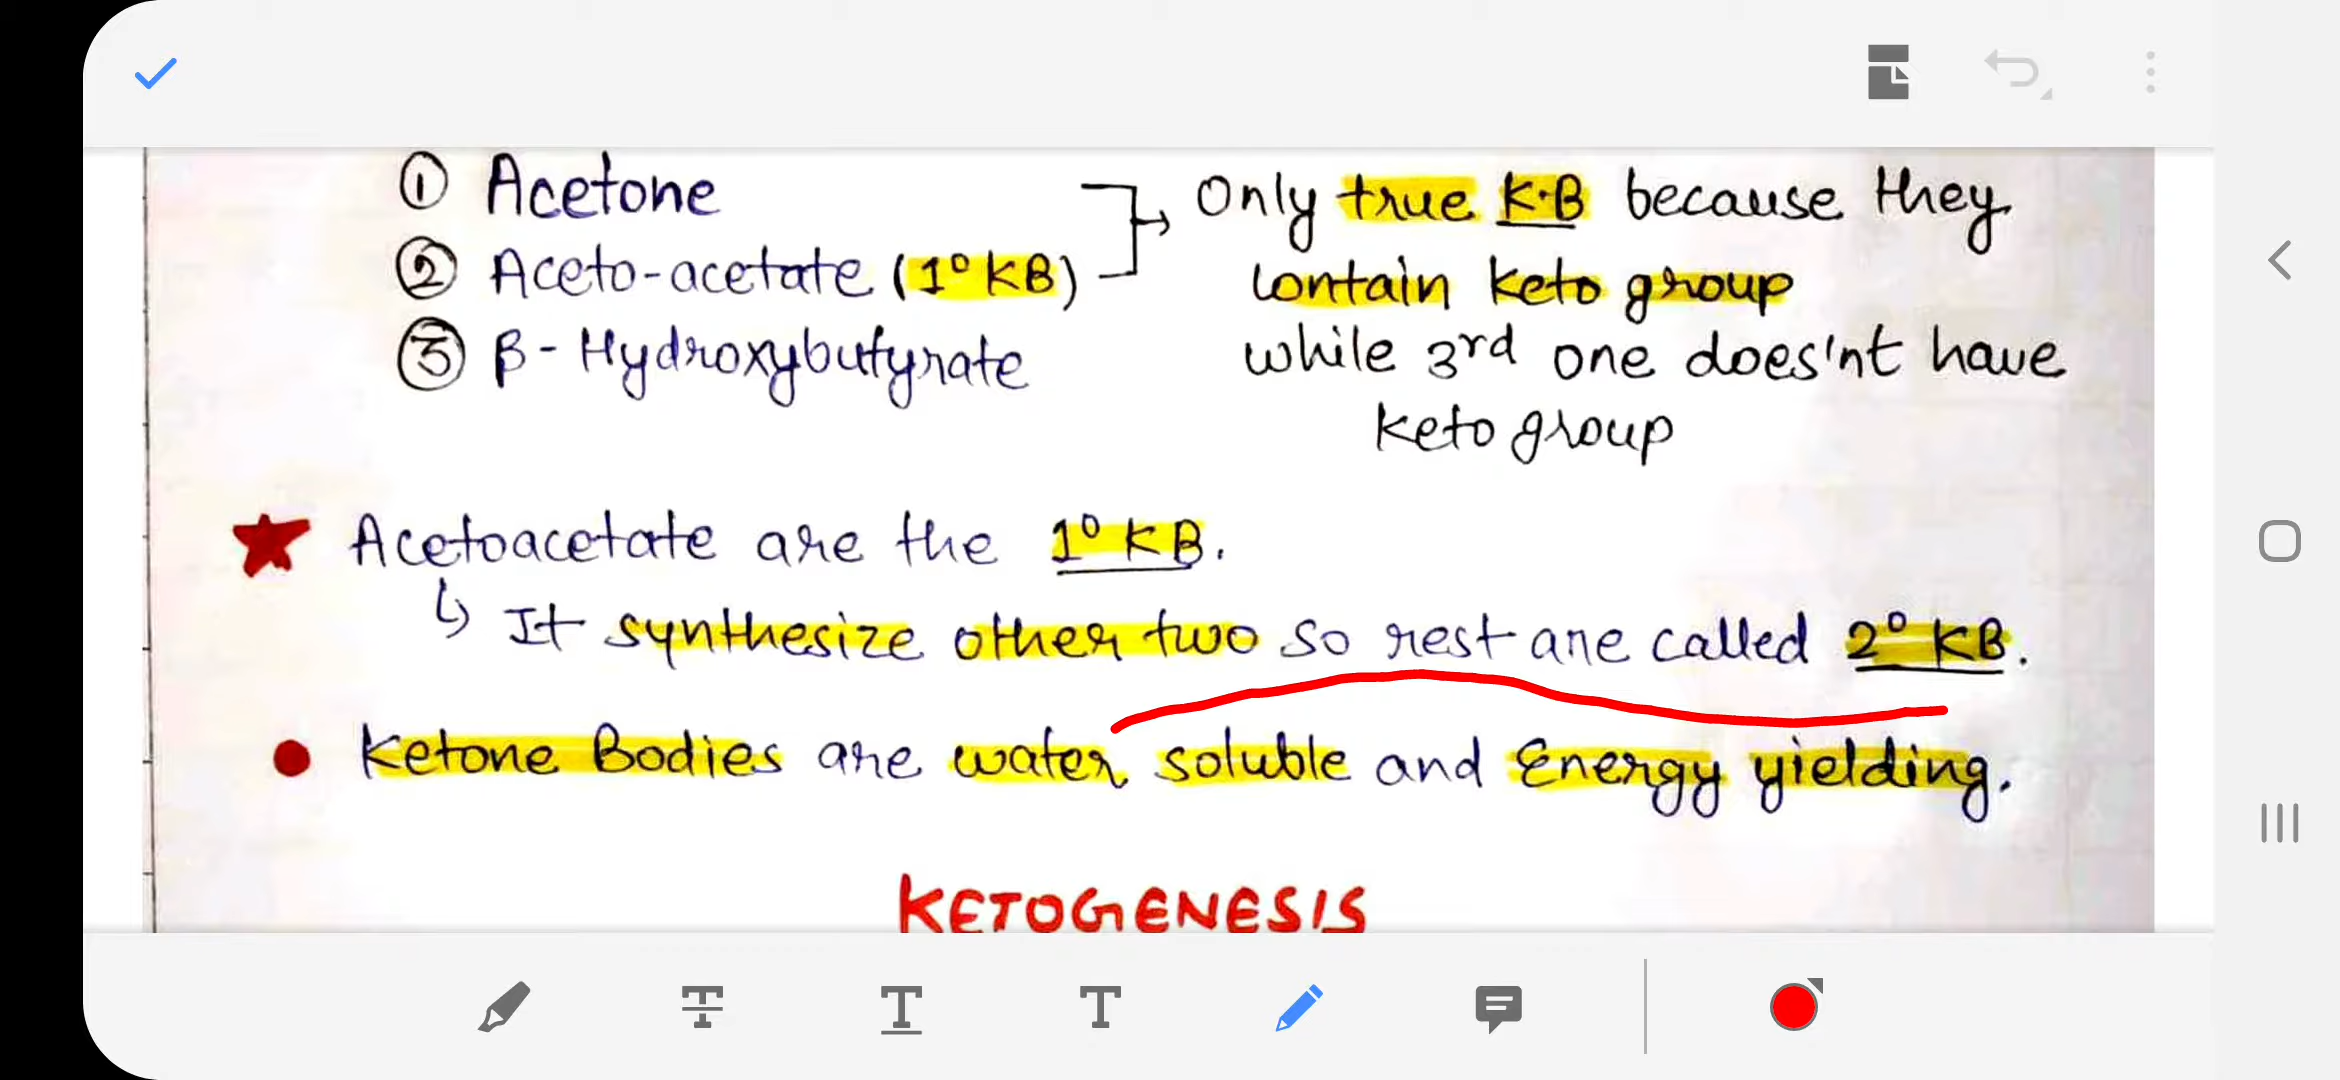 ① Acetone
② Aceto-acetate (1° KB)
③ β-Hydroxybutyrate
Only true K·B because they
contain keto group
while 3rd one does'nt have
keto group
Acetoacetate are the 1° KB.
↳ It synthesize other two so rest are called 2° KB.
Ketone Bodies are water soluble and Energy yielding.
KETOGENESIS
T T T